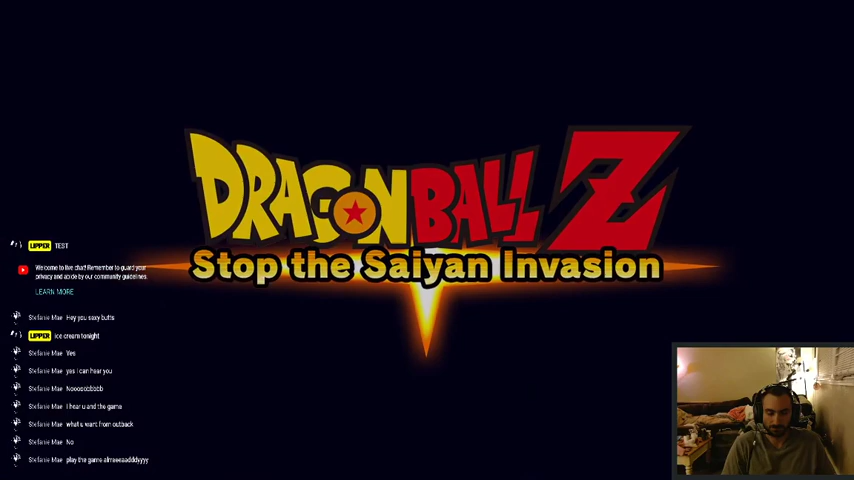 DRAGON BALL Z
Stop the Saiyan Invasion
LIPPER TEST
Welcome to live chat! Remember to guard your
privacy and abide by our community guidelines.
LEARN MORE
Stefanie Mae Hey you sexy butts
LIPPER Ice cream tonight
Stefanie Mae Yes
Stefanie Mae yes I can hear you
Stefanie Mae Nooooobbbbb
Stefanie Mae I hear u and the game
Stefanie Mae what u want from outback
Stefanie Mae No
Stefanie Mae play the game alrreeaadddyyyy